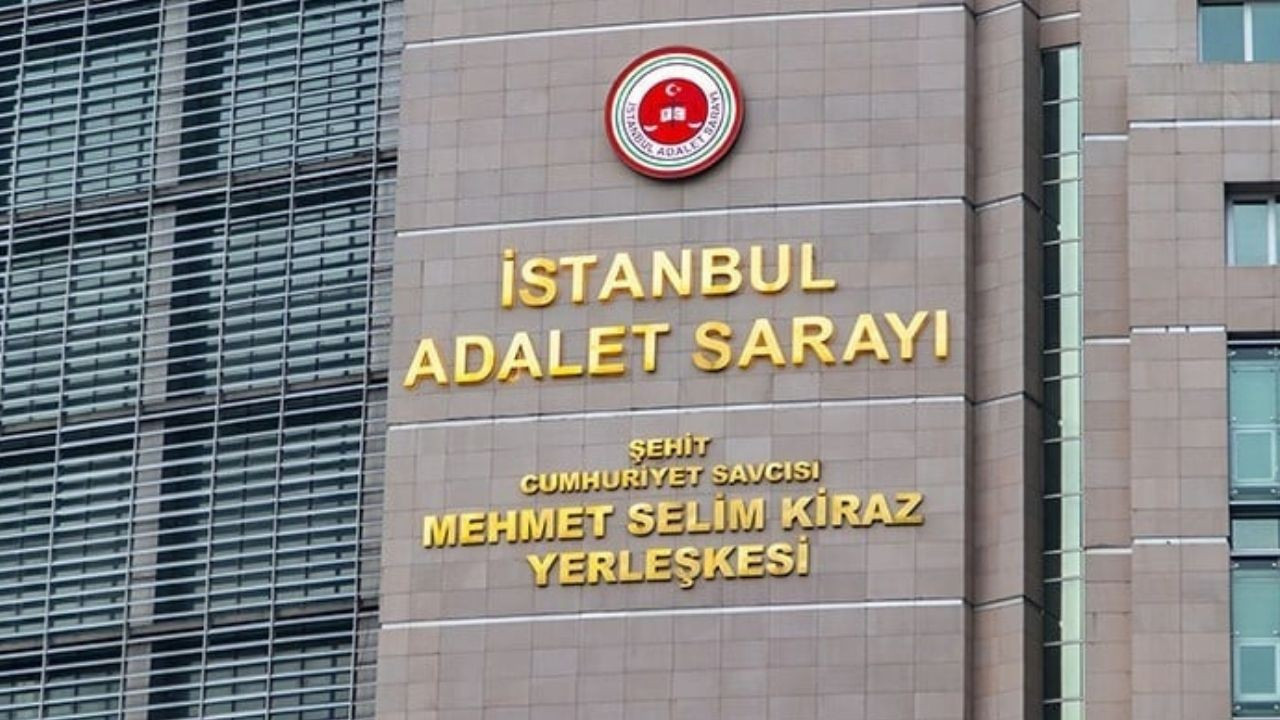 İSTANBUL ADALET SARAYI
İSTANBUL
ADALET SARAYI
ŞEHİT
CUMHURİYET SAVCISI
MEHMET SELİM KİRAZ
YERLEŞKESİ